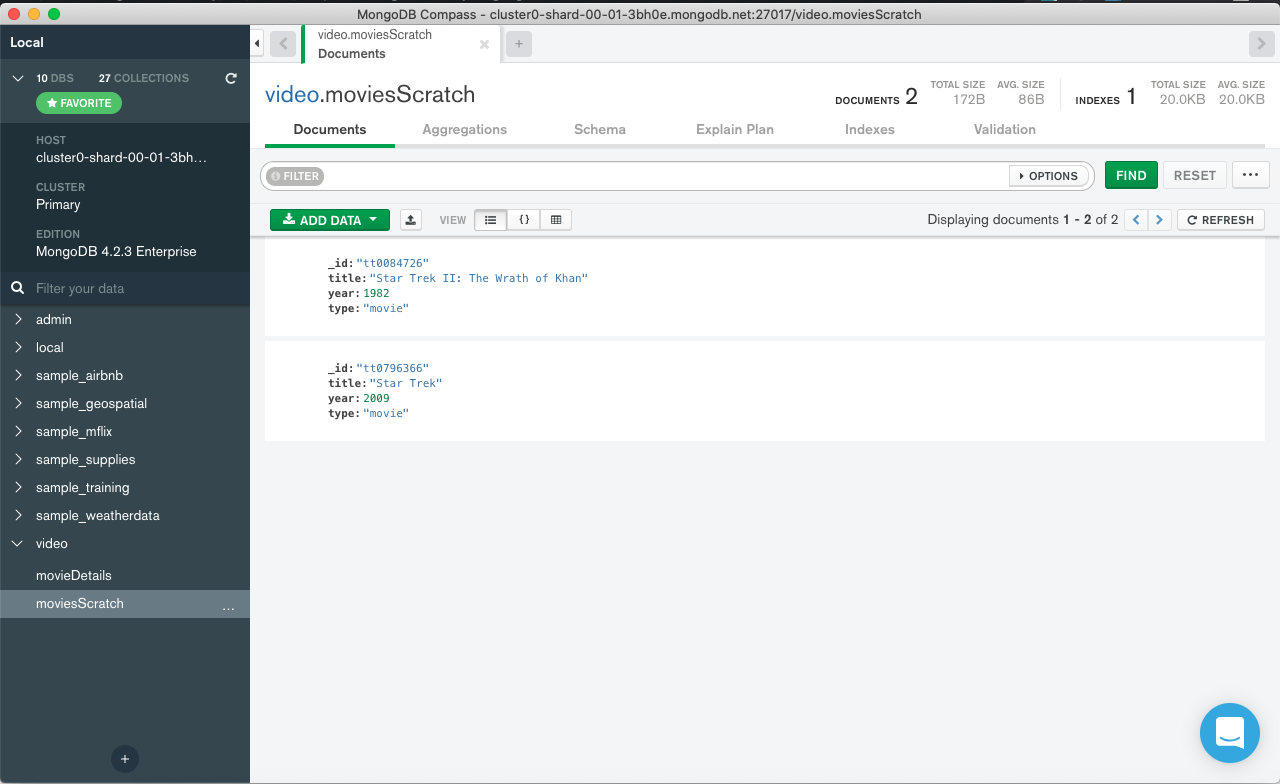 MongoDB Compass - cluster0-shard-00-01-3bh0e.mongodb.net:27017/video.moviesScratch
Local
10 DBS 27 COLLECTIONS
FAVORITE
HOST
cluster0-shard-00-01-3bh...
CLUSTER
Primary
EDITION
MongoDB 4.2.3 Enterprise
Filter your data
admin
local
sample_airbnb
sample_geospatial
sample_mflix
sample_supplies
sample_training
sample_weatherdata
video
movieDetails
moviesScratch ...
+
video.moviesScratch
Documents
+
video.moviesScratch
DOCUMENTS 2 TOTAL SIZE 172B AVG. SIZE 86B INDEXES 1 TOTAL SIZE 20.0KB AVG. SIZE 20.0KB
Documents Aggregations Schema Explain Plan Indexes Validation
FILTER OPTIONS FIND RESET ...
ADD DATA VIEW {} Displaying documents 1 - 2 of 2 < > REFRESH
_id:"tt0084726"
title:"Star Trek II: The Wrath of Khan"
year:1982
type:"movie"
_id:"tt0796366"
title:"Star Trek"
year:2009
type:"movie"